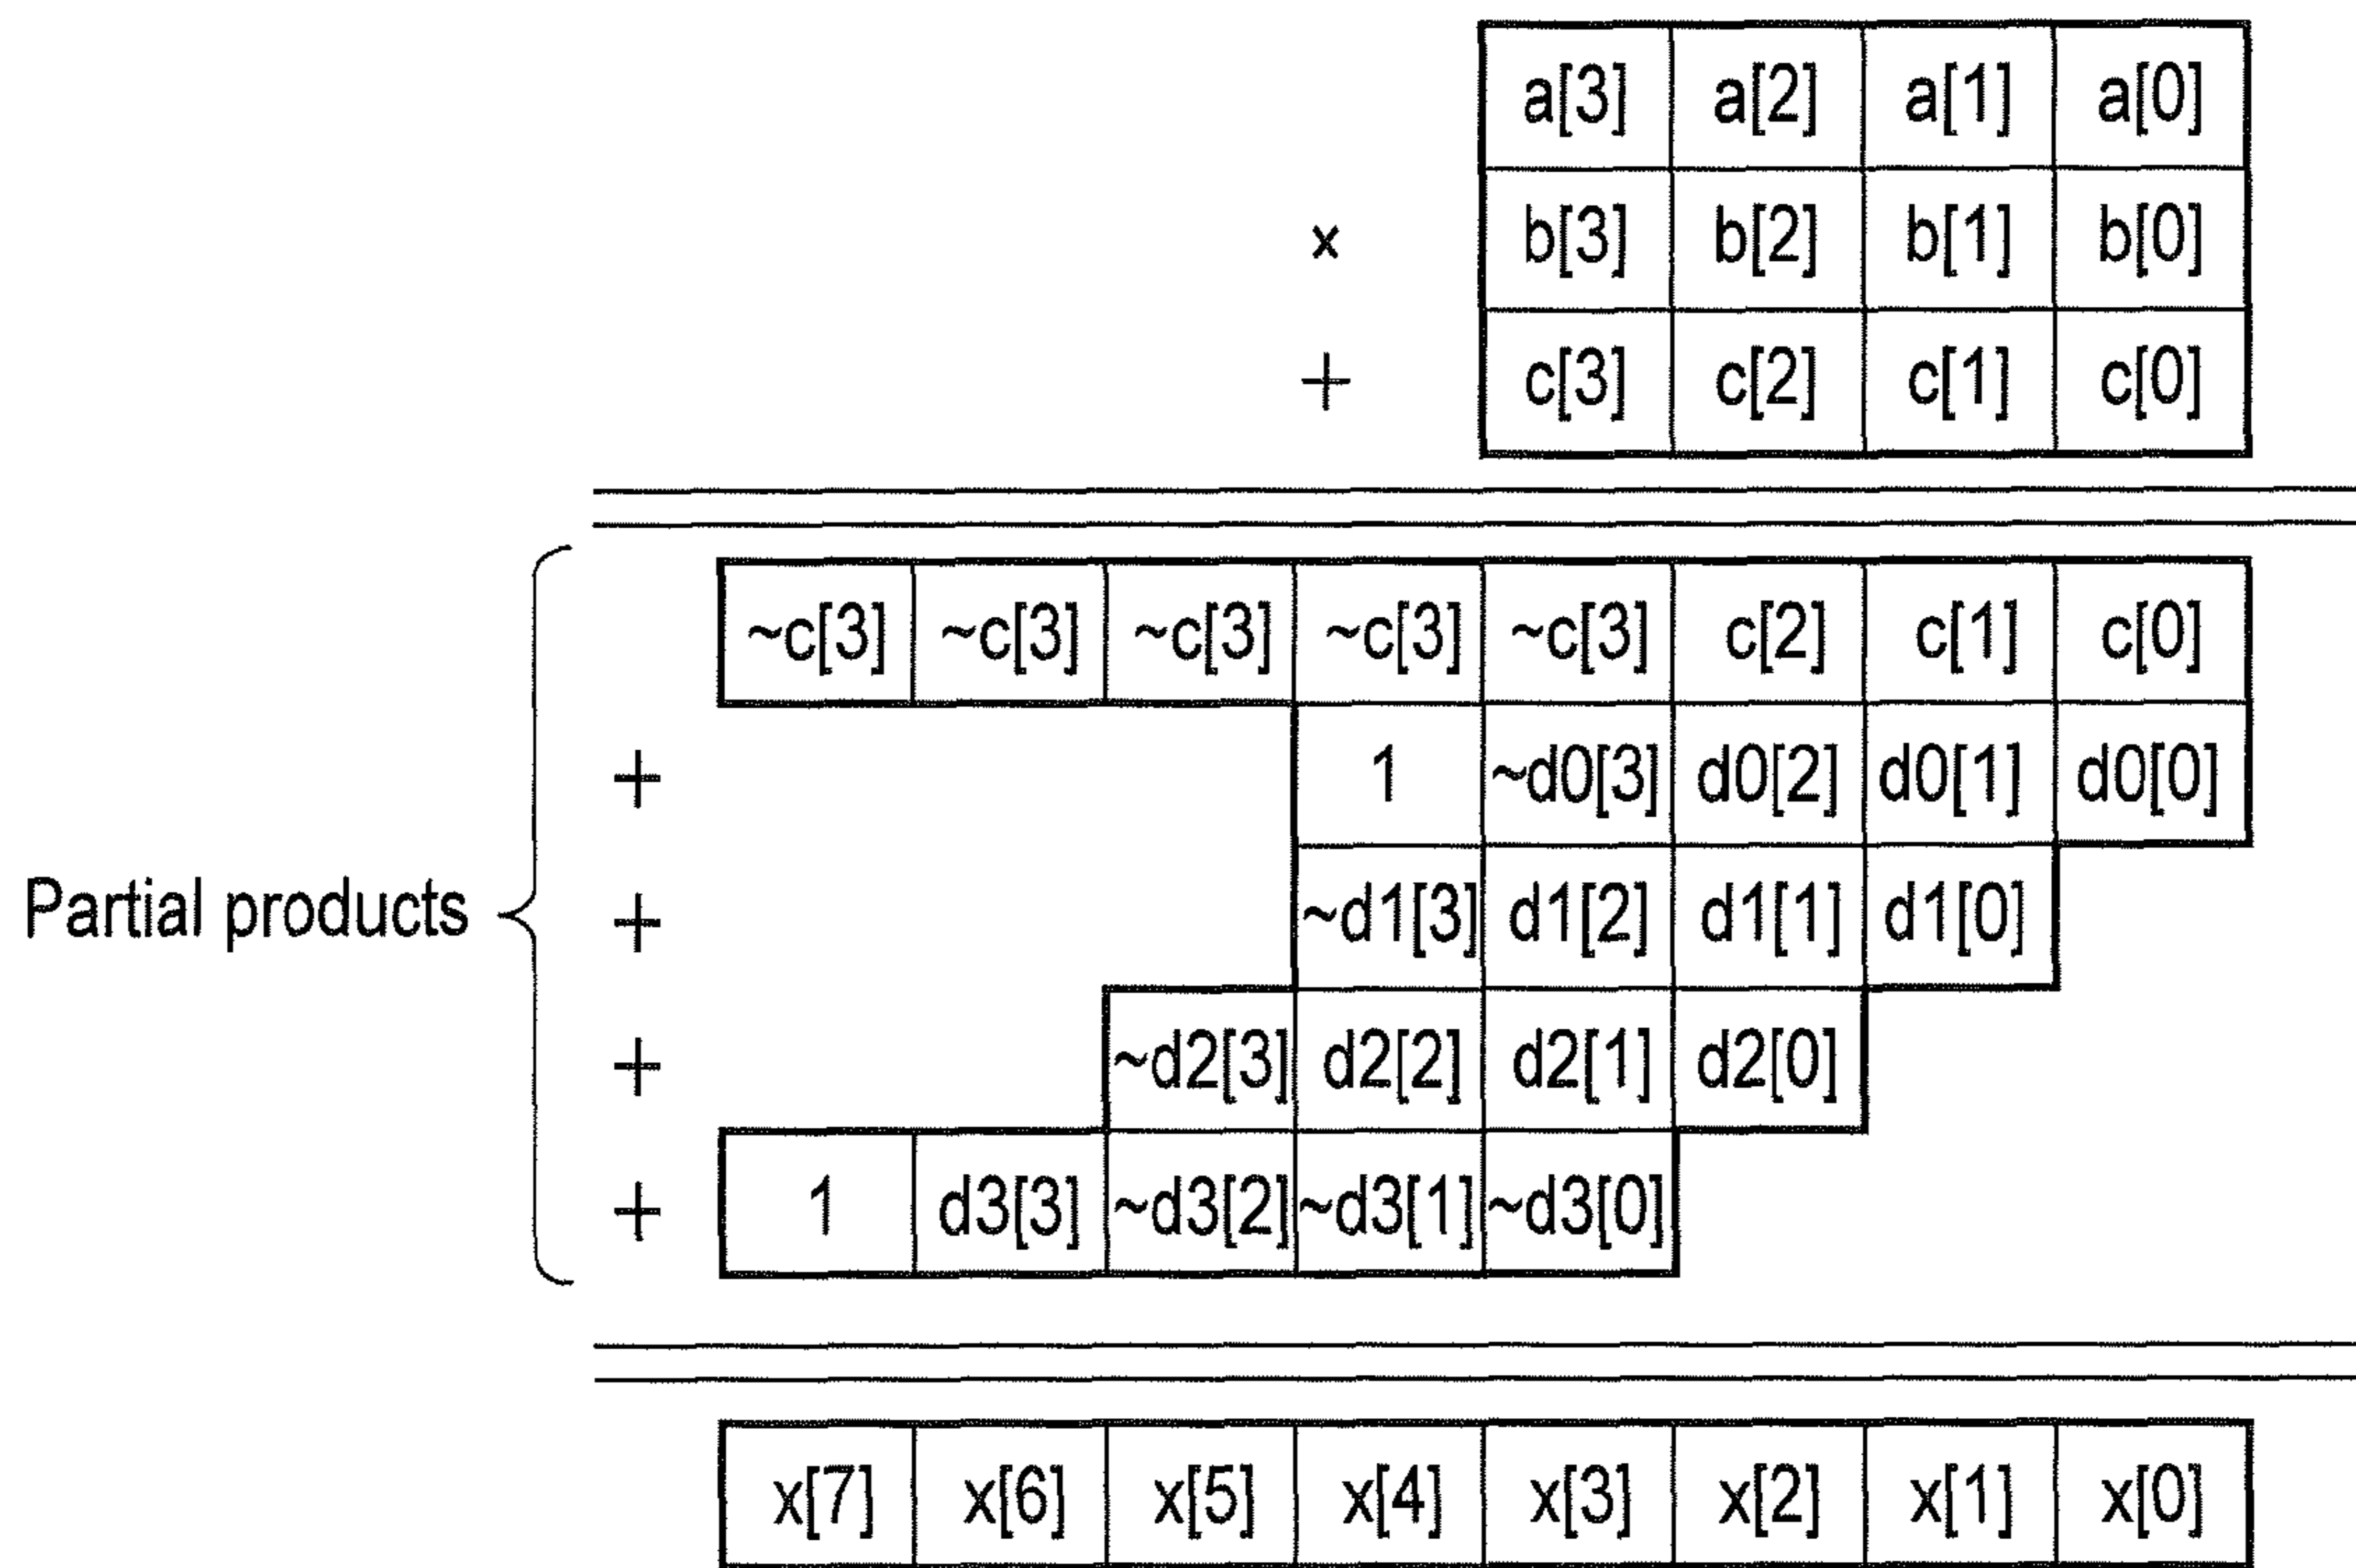 a[3] a[2] a[1] a[0]
× b[3] b[2] b[1] b[0]
+ c[3] c[2] c[1] c[0]
~c[3] ~c[3] ~c[3] ~c[3] ~c[3] c[2] c[1] c[0]
+ 1 ~d0[3] d0[2] d0[1] d0[0]
Partial products + ~d1[3] d1[2] d1[1] d1[0]
+ ~d2[3] d2[2] d2[1] d2[0]
+ 1 d3[3] ~d3[2] ~d3[1] ~d3[0]
x[7] x[6] x[5] x[4] x[3] x[2] x[1] x[0]